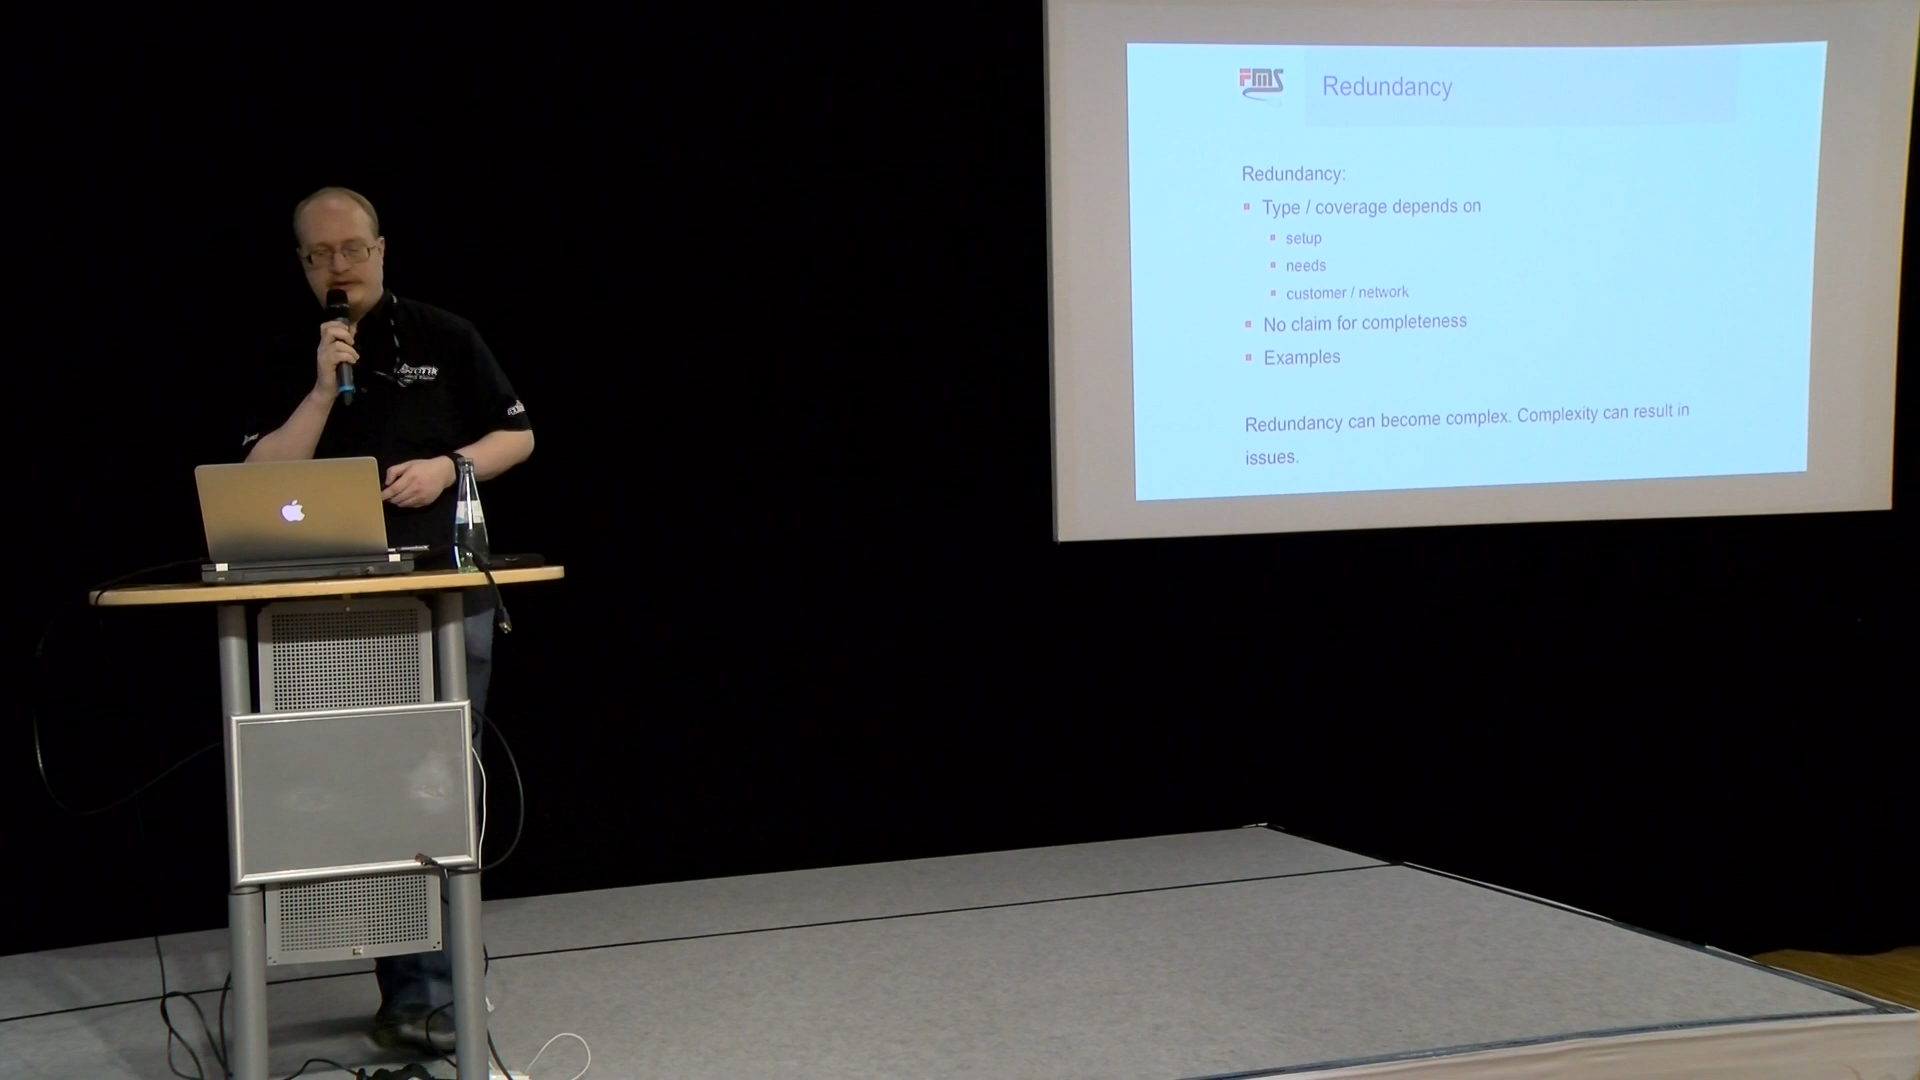 FMS
Redundancy
Redundancy:
Type / coverage depends on
setup
needs
customer / network
No claim for completeness
Examples
Redundancy can become complex. Complexity can result in
issues.